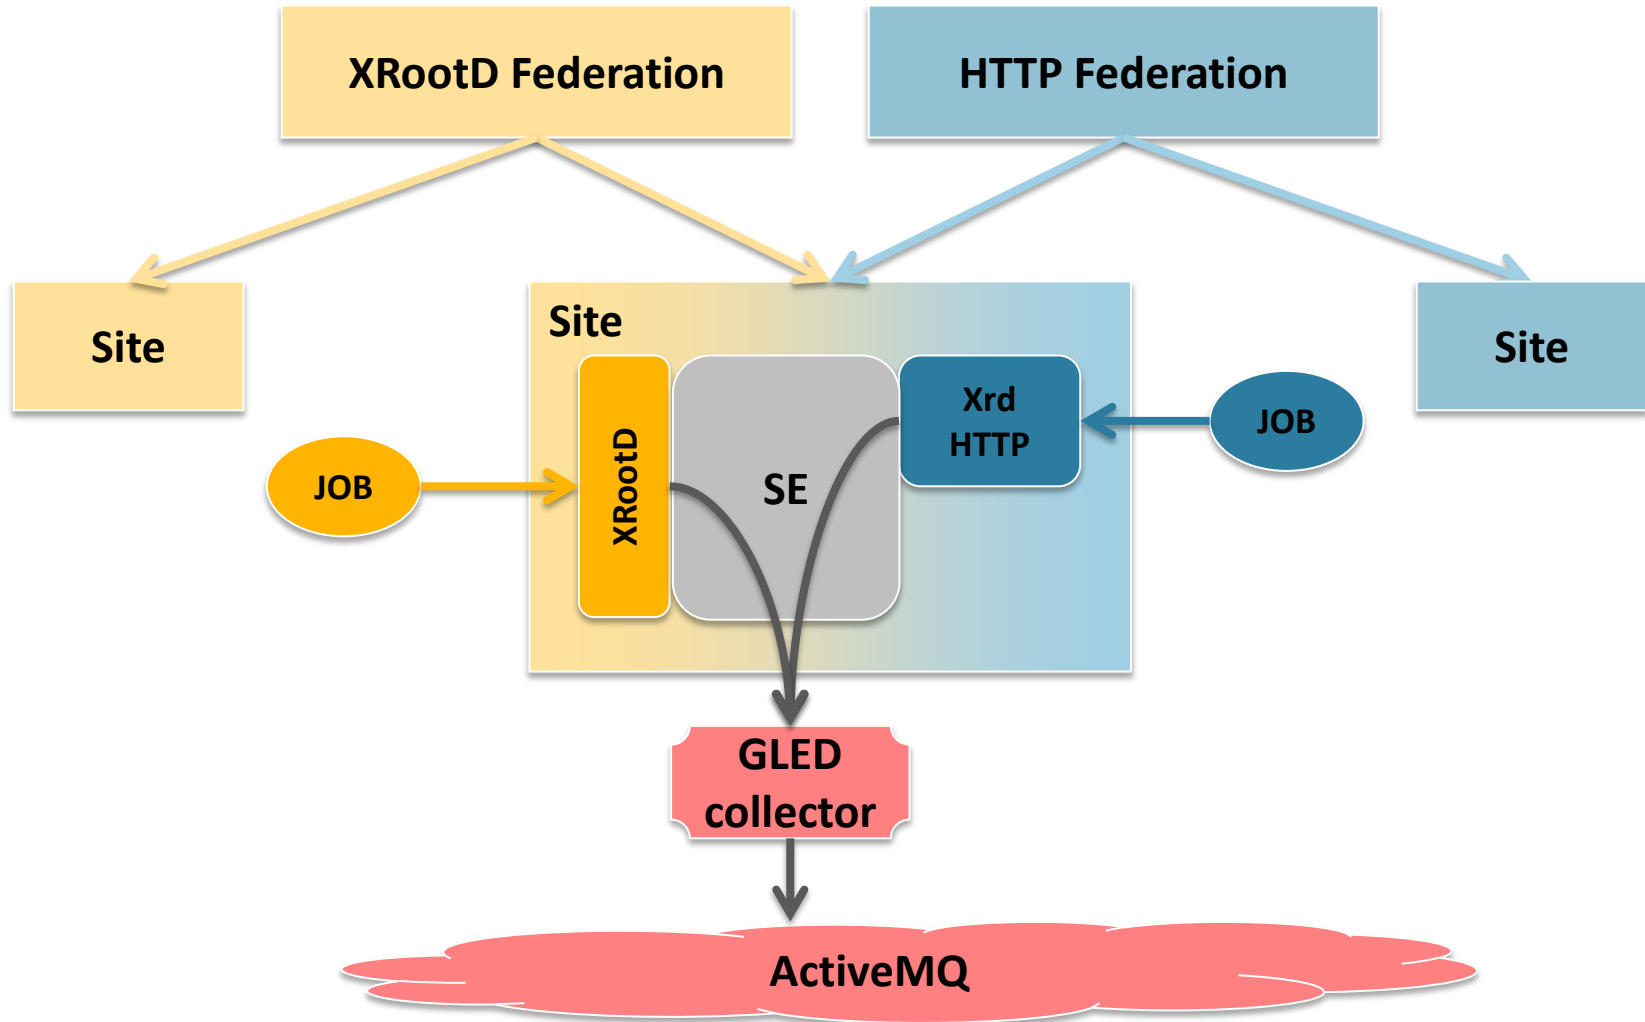 XRootD Federation
HTTP Federation
Site
Site
Site
XRootD
SE
Xrd
HTTP
JOB
JOB
GLED
collector
ActiveMQ